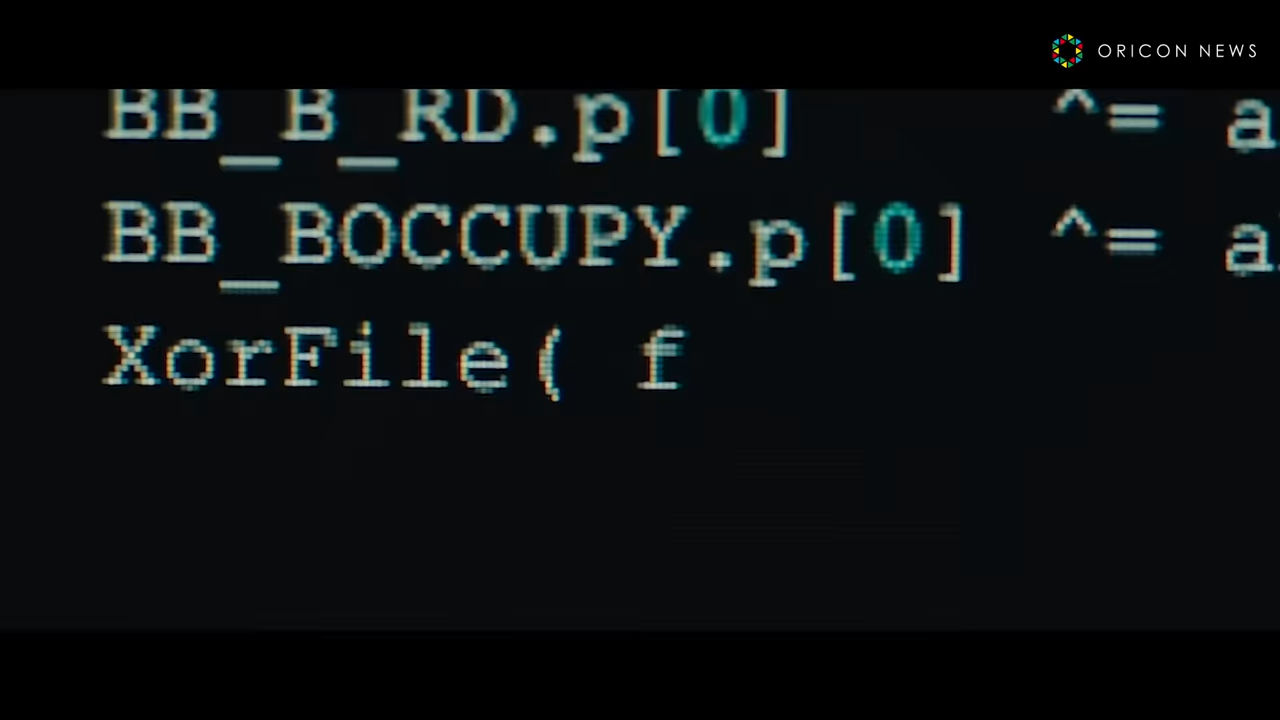 ORICON NEWS
BB_B_RD.p[0] ^= a
BB_BOCCUPY.p[0] ^= a
XorFile( f